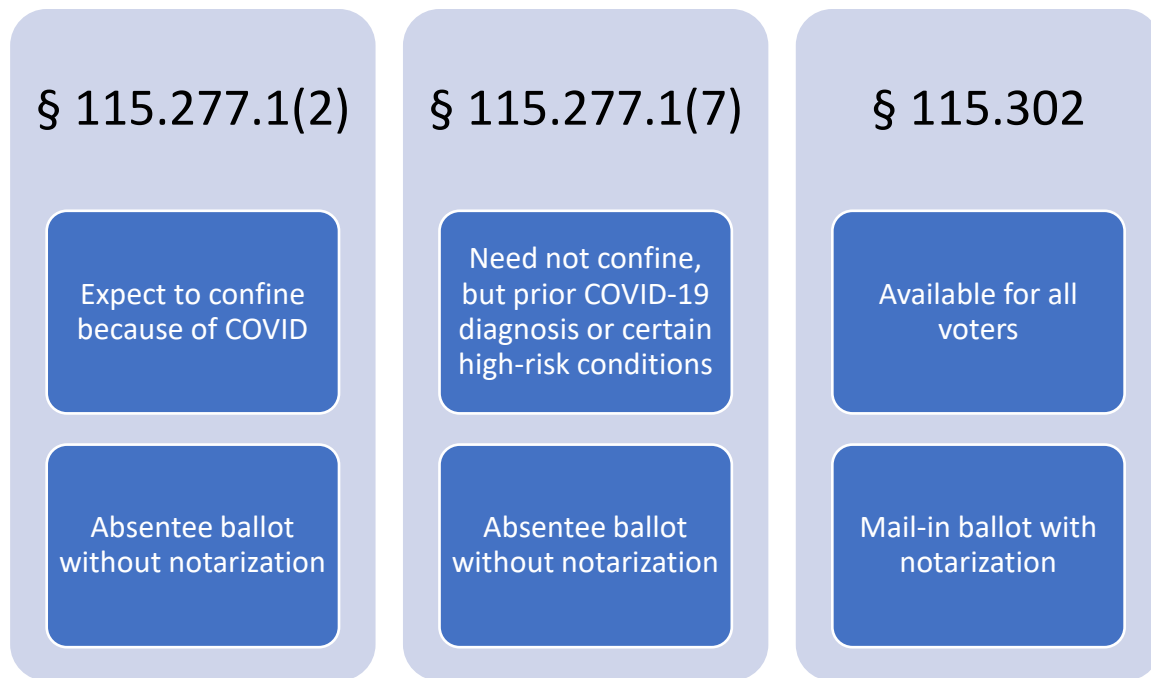 § 115.277.1(2)
Expect to confine
because of COVID
Absentee ballot
without notarization
§ 115.277.1(7)
Need not confine,
but prior COVID-19
diagnosis or certain
high-risk conditions
Absentee ballot
without notarization
§ 115.302
Available for all
voters
Mail-in ballot with
notarization